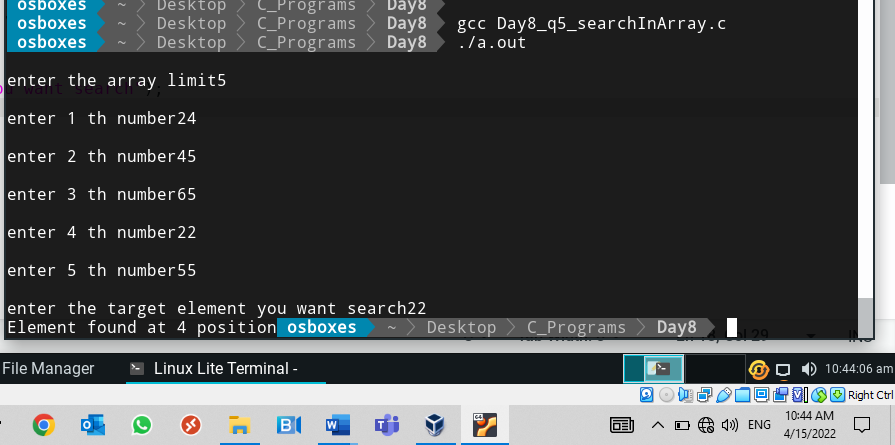 osboxes ~ Desktop C_Programs Day8
osboxes ~ Desktop C_Programs Day8 gcc Day8_q5_searchInArray.c
osboxes ~ Desktop C_Programs Day8 ./a.out
enter the array limit5
enter 1 th number24
enter 2 th number45
enter 3 th number65
enter 4 th number22
enter 5 th number55
enter the target element you want search22
Element found at 4 position osboxes ~ Desktop C_Programs Day8
File Manager Linux Lite Terminal - 10:44:06 am
Right Ctrl
ENG 10:44 AM
4/15/2022